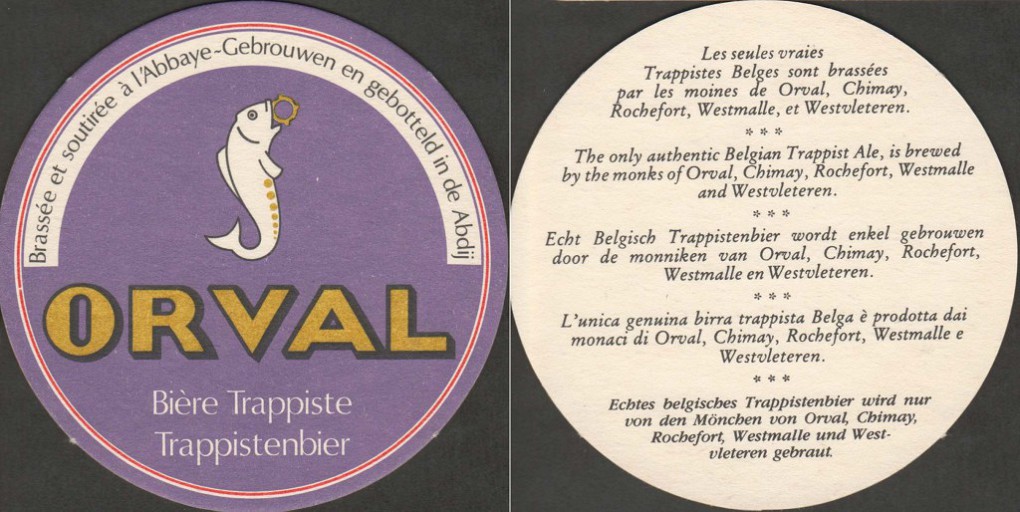 Brassée et soutirée à l'Abbaye-Gebrouwen en gebotteld in de Abdij
ORVAL
Bière Trappiste
Trappistenbier
Les seules vraies
Trappistes Belges sont brassées
par les moines de Orval, Chimay,
Rochefort, Westmalle, et Westvleteren.
* * *
The only authentic Belgian Trappist Ale, is brewed
by the monks of Orval, Chimay, Rochefort, Westmalle
and Westvleteren.
* * *
Echt Belgisch Trappistenbier wordt enkel gebrouwen
door de monniken van Orval, Chimay, Rochefort,
Westmalle en Westvleteren.
* * *
L'unica genuina birra trappista Belga è prodotta dai
monaci di Orval, Chimay, Rochefort, Westmalle e
Westvleteren.
* * *
Echtes belgisches Trappistenbier wird nur
von den Mönchen von Orval, Chimay,
Rochefort, Westmalle und West-
vleteren gebraut.